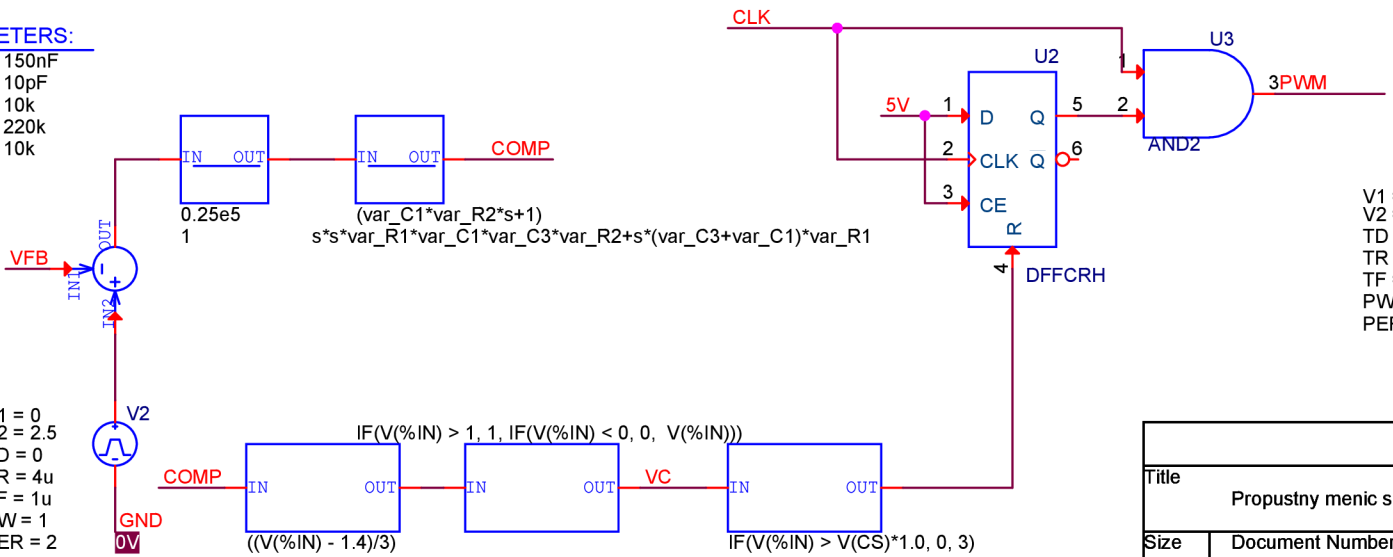 ETERS:
150nF
10pF
10k
220k
10k
IN OUT
0.25e5
1
IN OUT
(var_C1*var_R2*s+1)
s*s*var_R1*var_C1*var_C3*var_R2+s*(var_C3+var_C1)*var_R1
COMP
VFB
IN1
OUT
-
+
IN2
V2
1 = 0
2 = 2.5
D = 0
R = 4u
F = 1u
W = 1
ER = 2
GND
0V
CLK
5V
U2
1 D Q 5
2 CLK Q 6
3 CE
R
4
DFFCRH
U3
1
2
3 PWM
AND2
V1 =
V2 =
TD
TR
TF =
PW
PER
COMP
IN OUT
((V(%IN) - 1.4)/3)
IF(V(%IN) > 1, 1, IF(V(%IN) < 0, 0, V(%IN)))
IN OUT
VC
IN OUT
IF(V(%IN) > V(CS)*1.0, 0, 3)
Title
Propustny menic s
Size Document Number